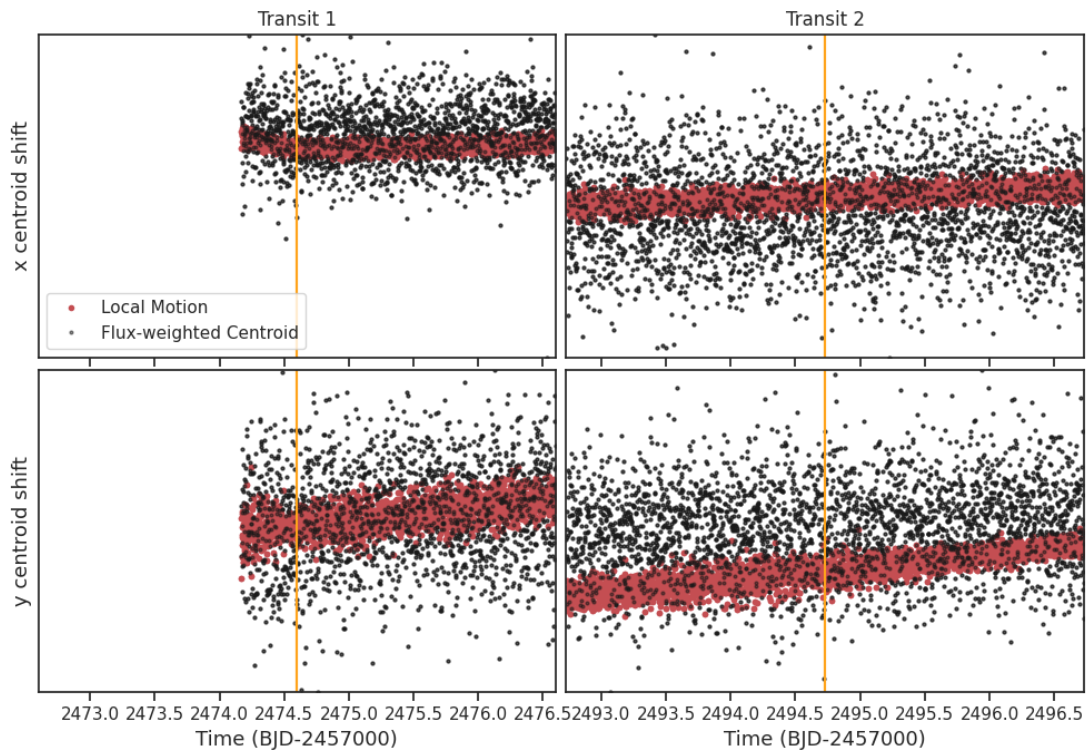 Transit 1
Transit 2
x centroid shift
Local Motion
Flux-weighted Centroid
y centroid shift
2473.0 2473.5 2474.0 2474.5 2475.0 2475.5 2476.0 2476.5
2493.0 2493.5 2494.0 2494.5 2495.0 2495.5 2496.0 2496.5
Time (BJD-2457000)
Time (BJD-2457000)